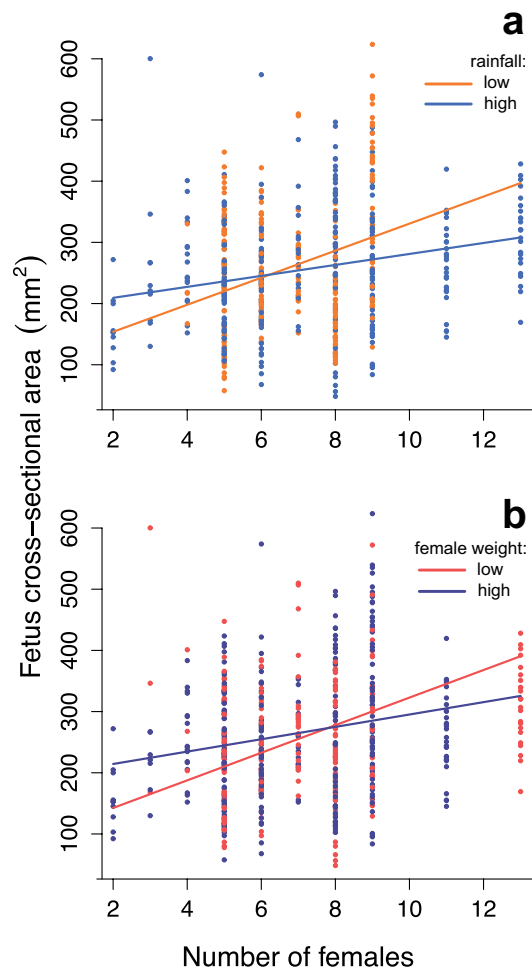 a
rainfall:
low
high
600
500
400
300
200
100
2 4 6 8 10 12
b
female weight:
low
high
600
500
400
300
200
100
2 4 6 8 10 12
Fetus cross−sectional area (mm²)
Number of females